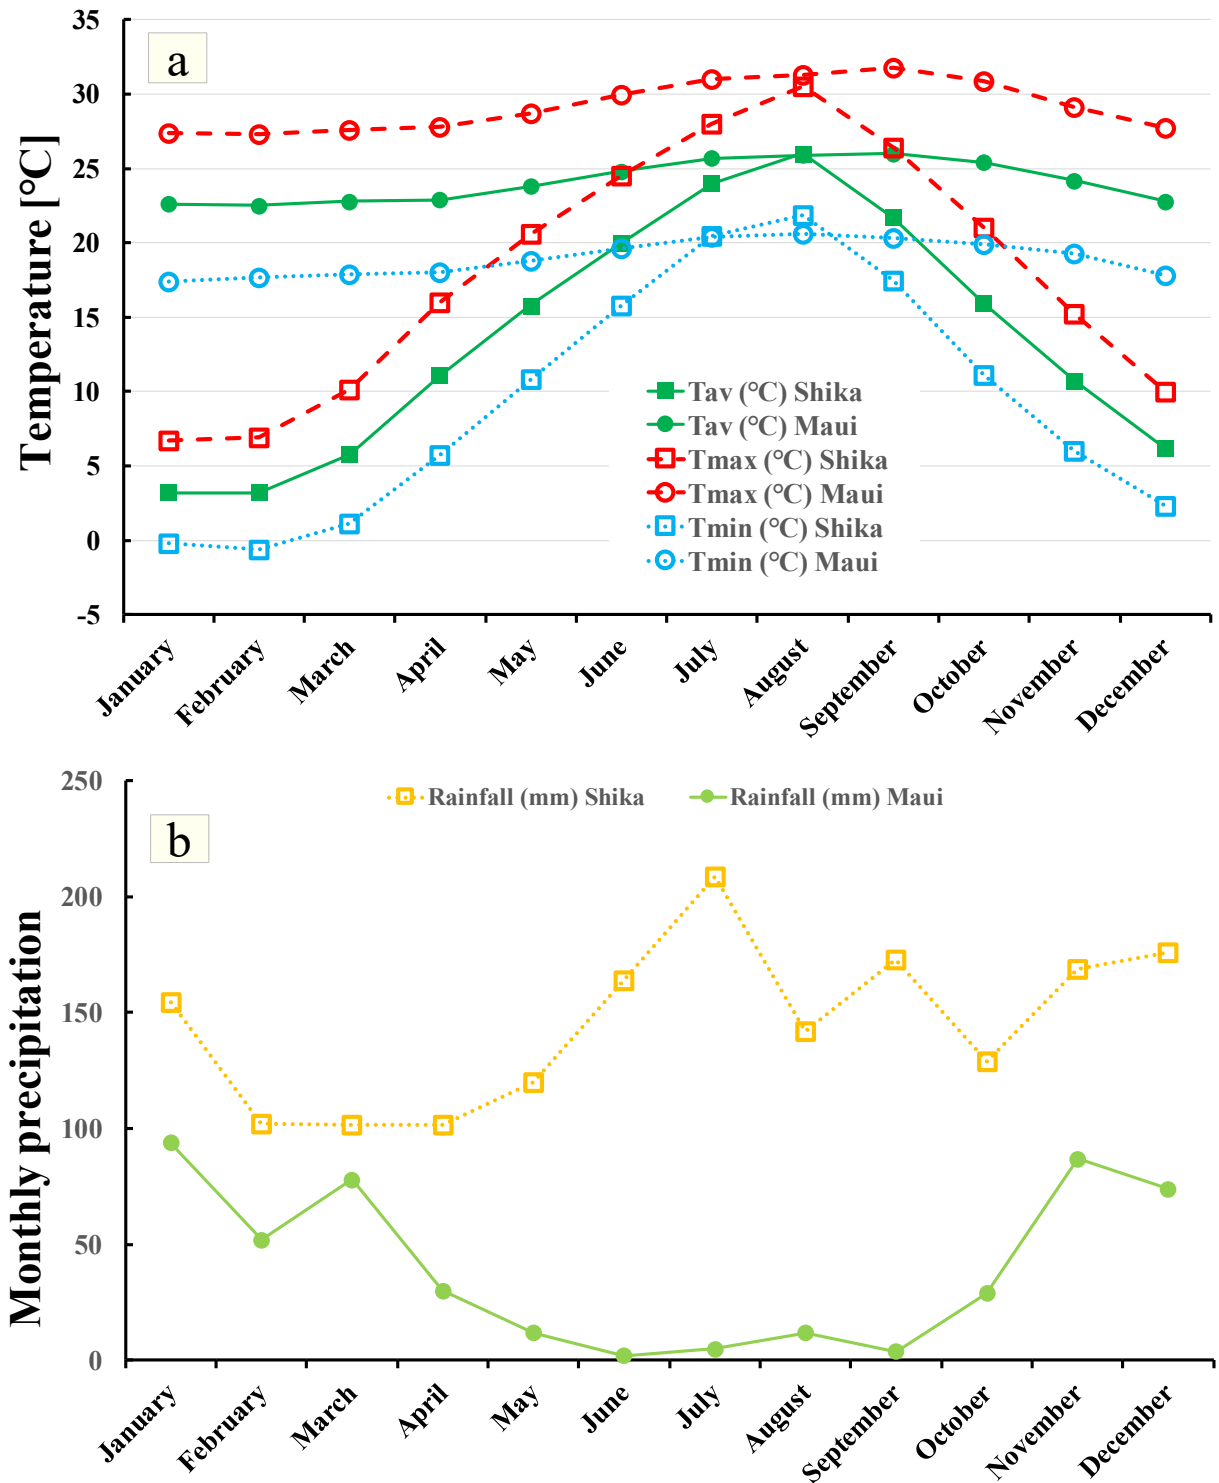 a
Temperature [°C]
35
30
25
20
15
10
5
0
-5
Tav (°C) Shika
Tav (°C) Maui
Tmax (°C) Shika
Tmax (°C) Maui
Tmin (°C) Shika
Tmin (°C) Maui
January
February
March
April
May
June
July
August
September
October
November
December
b
Monthly precipitation
250
200
150
100
50
0
Rainfall (mm) Shika
Rainfall (mm) Maui
January
February
March
April
May
June
July
August
September
October
November
December